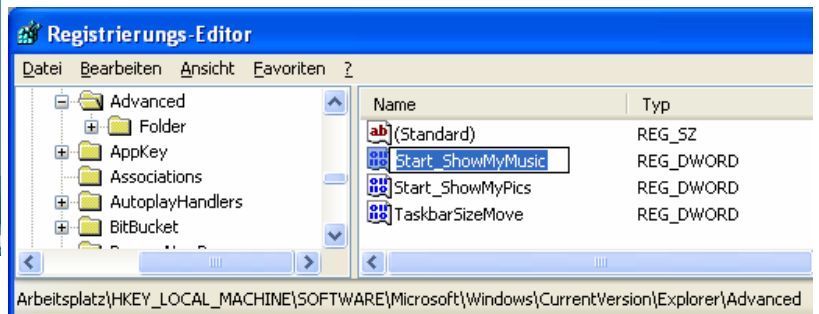 Registrierungs-Editor
Datei Bearbeiten Ansicht Favoriten ?
Advanced
Folder
AppKey
Associations
AutoplayHandlers
BitBucket
Name Typ
(Standard) REG_SZ
Start_ShowMyMusic REG_DWORD
Start_ShowMyPics REG_DWORD
TaskbarSizeMove REG_DWORD
Arbeitsplatz\HKEY_LOCAL_MACHINE\SOFTWARE\Microsoft\Windows\CurrentVersion\Explorer\Advanced